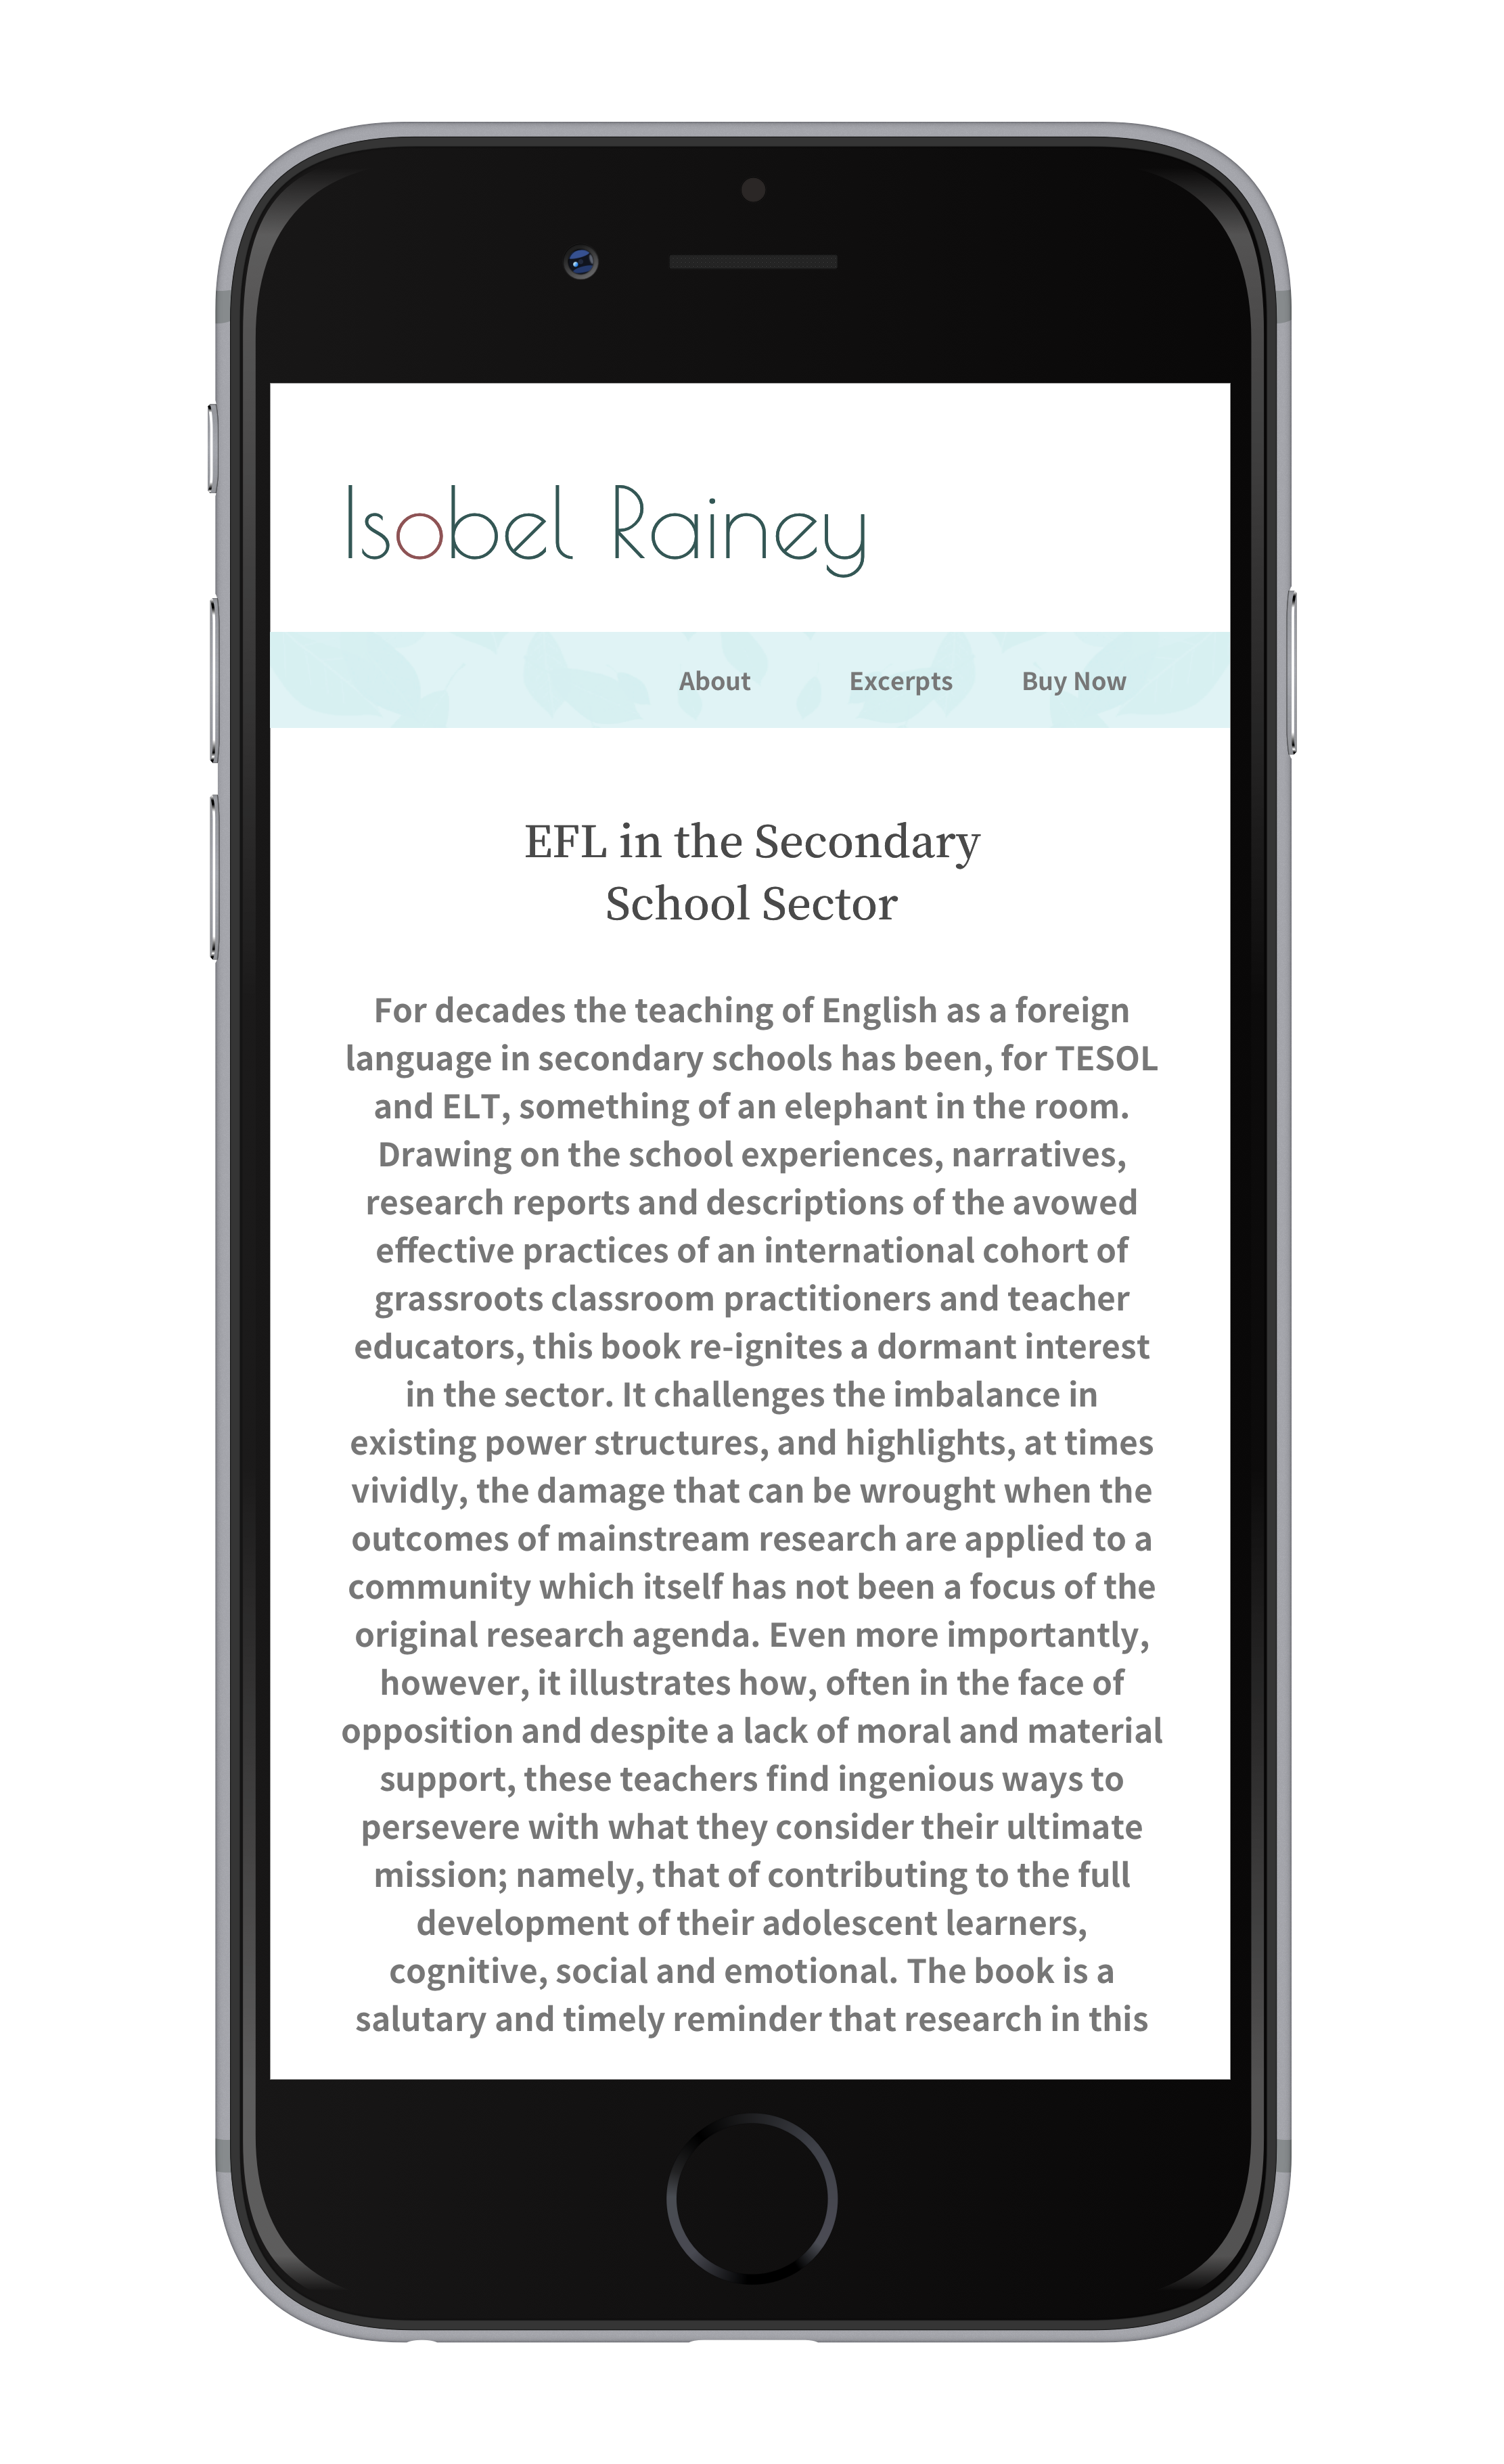 Isobel Rainey
About Excerpts Buy Now
EFL in the Secondary
School Sector
For decades the teaching of English as a foreign
language in secondary schools has been, for TESOL
and ELT, something of an elephant in the room.
Drawing on the school experiences, narratives,
research reports and descriptions of the avowed
effective practices of an international cohort of
grassroots classroom practitioners and teacher
educators, this book re-ignites a dormant interest
in the sector. It challenges the imbalance in
existing power structures, and highlights, at times
vividly, the damage that can be wrought when the
outcomes of mainstream research are applied to a
community which itself has not been a focus of the
original research agenda. Even more importantly,
however, it illustrates how, often in the face of
opposition and despite a lack of moral and material
support, these teachers find ingenious ways to
persevere with what they consider their ultimate
mission; namely, that of contributing to the full
development of their adolescent learners,
cognitive, social and emotional. The book is a
salutary and timely reminder that research in this